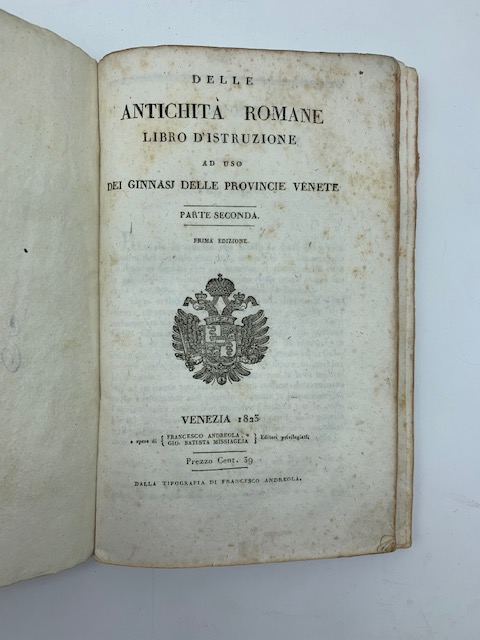 DELLE
ANTICHITÀ ROMANE
LIBRO D'ISTRUZIONE
AD USO
DEI GINNASI DELLE PROVINCIE VENETE
PARTE SECONDA.
PRIMA EDIZIONE.
VENEZIA 1823
a spese di { FRANCESCO ANDREOLA, e
GIO. BATISTA MISSIAGLIA } Editori privilegiati;
Prezzo Cent. 39
DALLA TIPOGRAFIA DI FRANCESCO ANDREOLA.